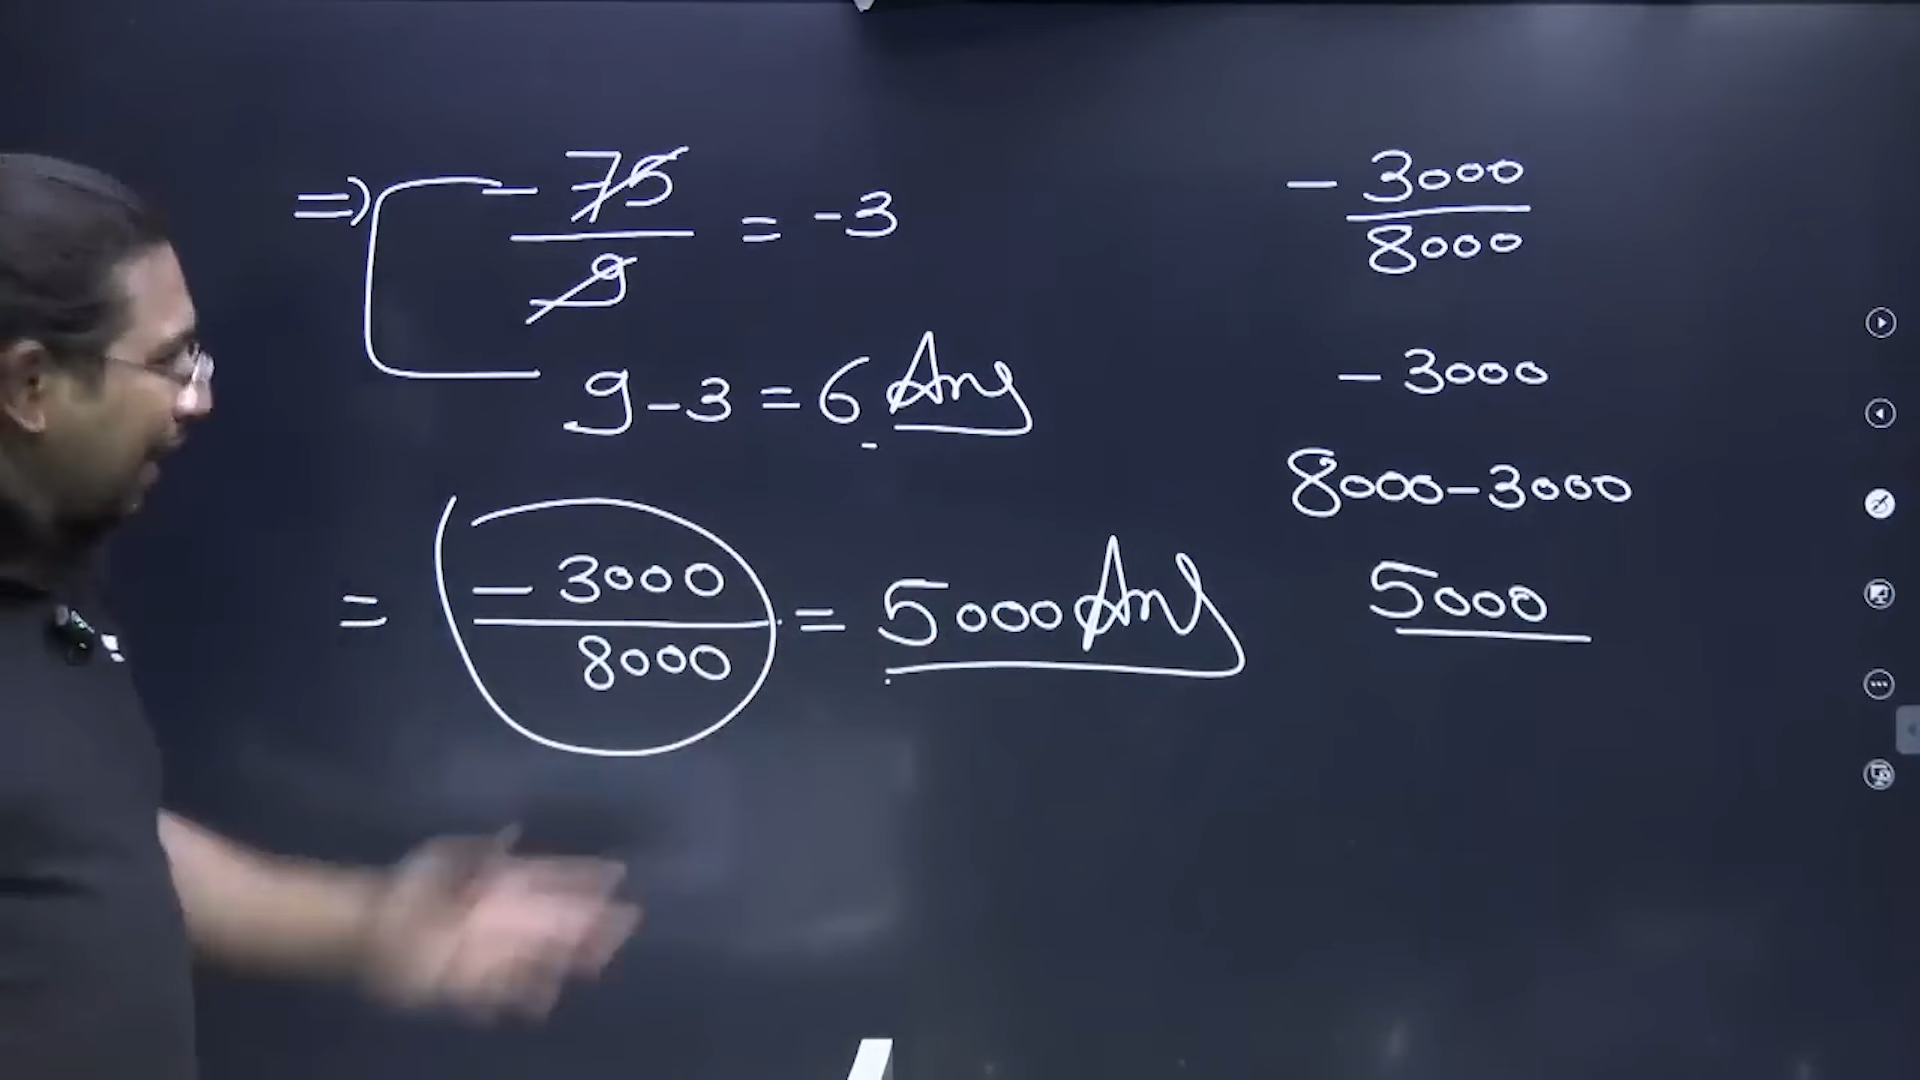 ⇒ - 75/9 = -3
9 - 3 = 6 Ans
= - 3000/8000 = 5000 Ans
- 3000/8000
- 3000
8000 - 3000
5000